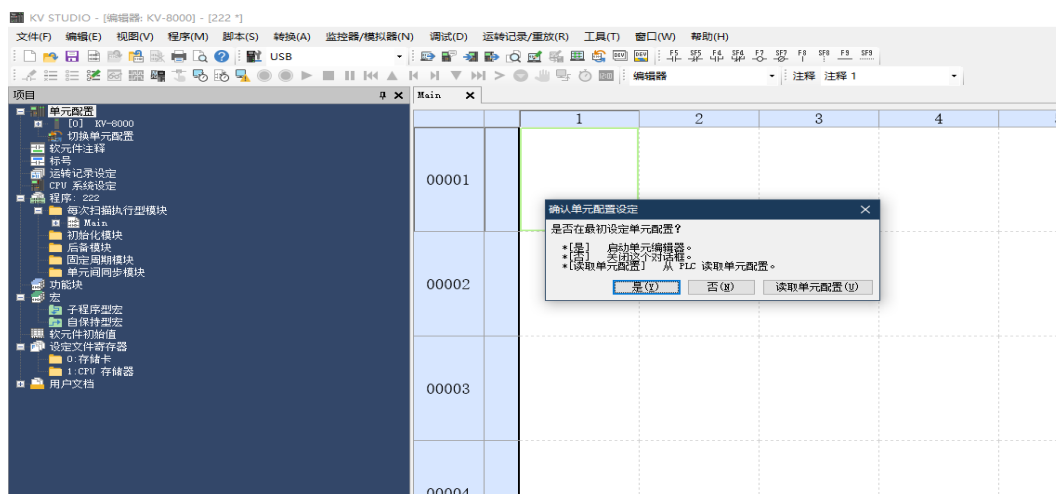 KV STUDIO - [编辑器: KV-8000] - [222 *]
文件(F) 编辑(E) 视图(V) 程序(M) 脚本(S) 转换(A) 监控器/模拟器(N) 调试(D) 运转记录/重放(R) 工具(T) 窗口(W) 帮助(H)
USB
F5 SF5 F4 SF4 F7 SF7 F8 SF8 F9 SF9
编辑器 注释 注释 1
项目
Main
单元配置
[0] KV-8000
切换单元配置
软元件注释
标号
运转记录设定
CPU 系统设定
程序: 222
每次扫描执行型模块
Main
初始化模块
后备模块
固定周期模块
单元间同步模块
功能块
宏
子程序型宏
自保持型宏
软元件初始值
设定文件寄存器
0:存储卡
1:CPU 存储器
用户文档
1 2 3 4
00001
00002
00003
00004
确认单元配置设定
是否在最初设定单元配置?
*[是] 启动单元编辑器。
*[否] 关闭这个对话框。
*[读取单元配置] 从 PLC 读取单元配置。
是(Y) 否(N) 读取单元配置(U)